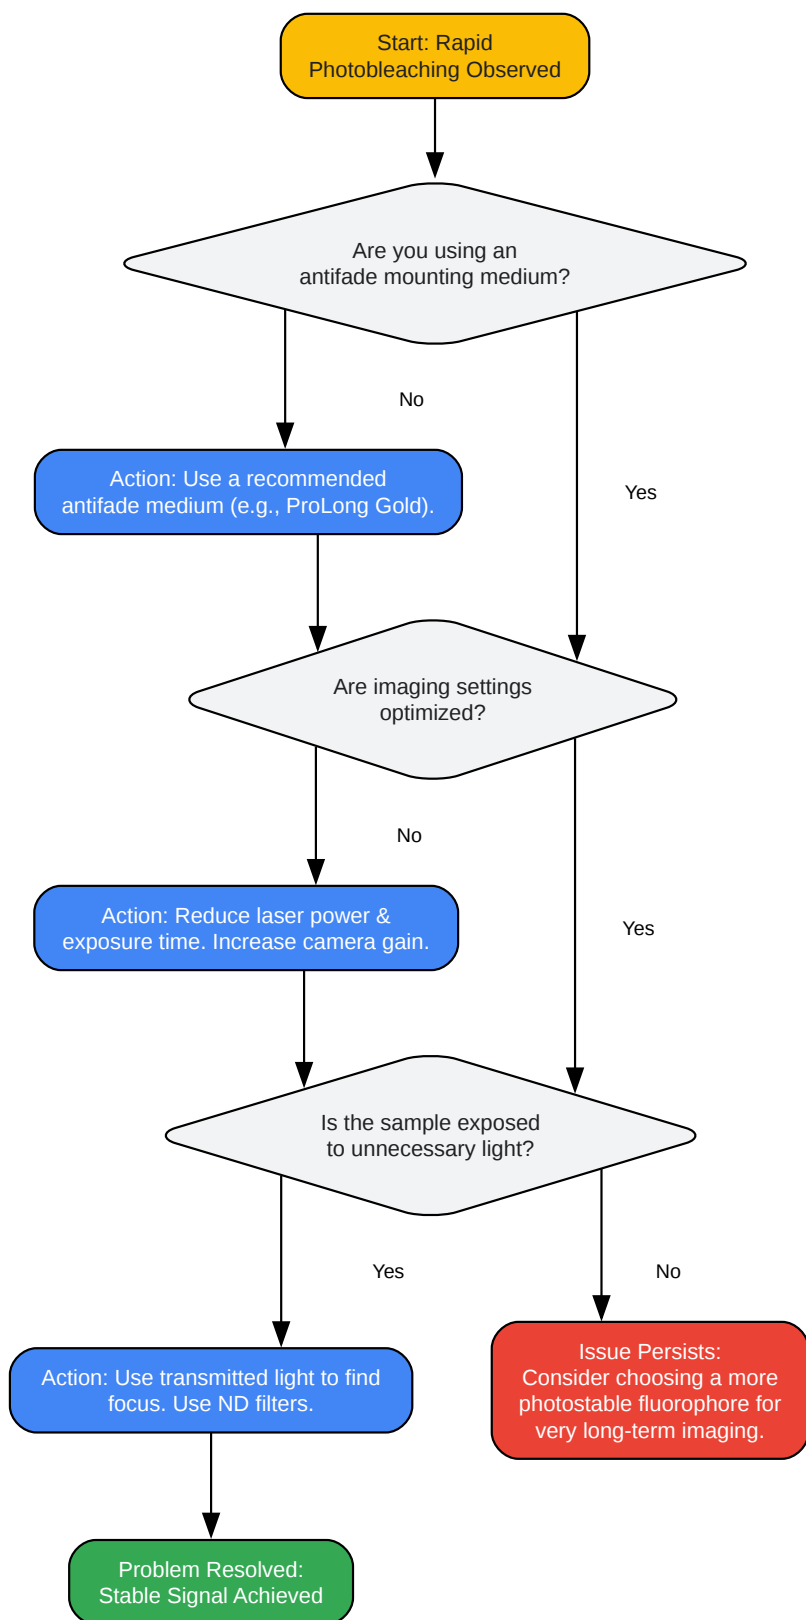 Start: Rapid
Photobleaching Observed
Are you using an
antifade mounting medium?
No
Action: Use a recommended
antifade medium (e.g., ProLong Gold).
Yes
Are imaging settings
optimized?
No
Action: Reduce laser power &
exposure time. Increase camera gain.
Yes
Is the sample exposed
to unnecessary light?
Yes
No
Action: Use transmitted light to find
focus. Use ND filters.
Issue Persists:
Consider choosing a more
photostable fluorophore for
very long-term imaging.
Problem Resolved:
Stable Signal Achieved